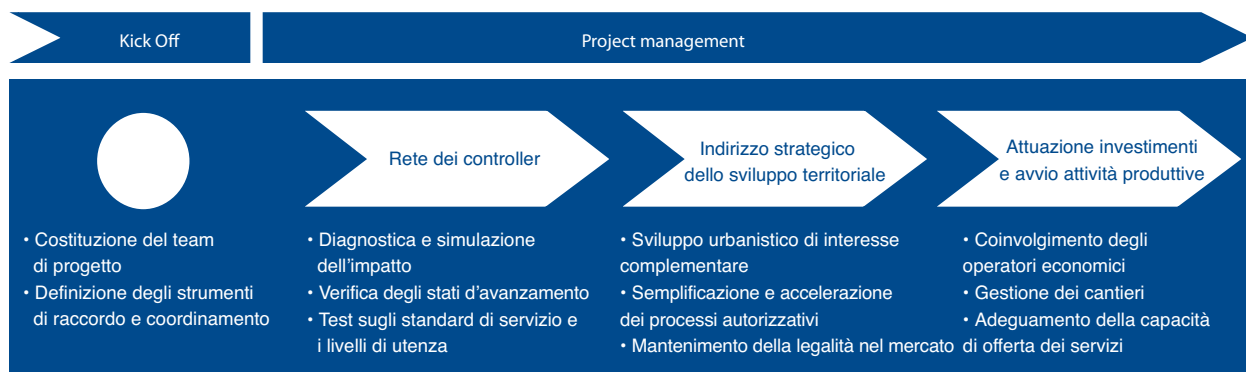 Kick Off
Project management
Rete dei controller
Indirizzo strategico
dello sviluppo territoriale
Attuazione investimenti
e avvio attività produttive
• Costituzione del team
di progetto
• Definizione degli strumenti
di raccordo e coordinamento
• Diagnostica e simulazione
dell'impatto
• Verifica degli stati d'avanzamento
• Test sugli standard di servizio e
i livelli di utenza
• Sviluppo urbanistico di interesse
complementare
• Semplificazione e accelerazione
dei processi autorizzativi
• Mantenimento della legalità nel mercato
• Coinvolgimento degli
operatori economici
• Gestione dei cantieri
• Adeguamento della capacità
di offerta dei servizi